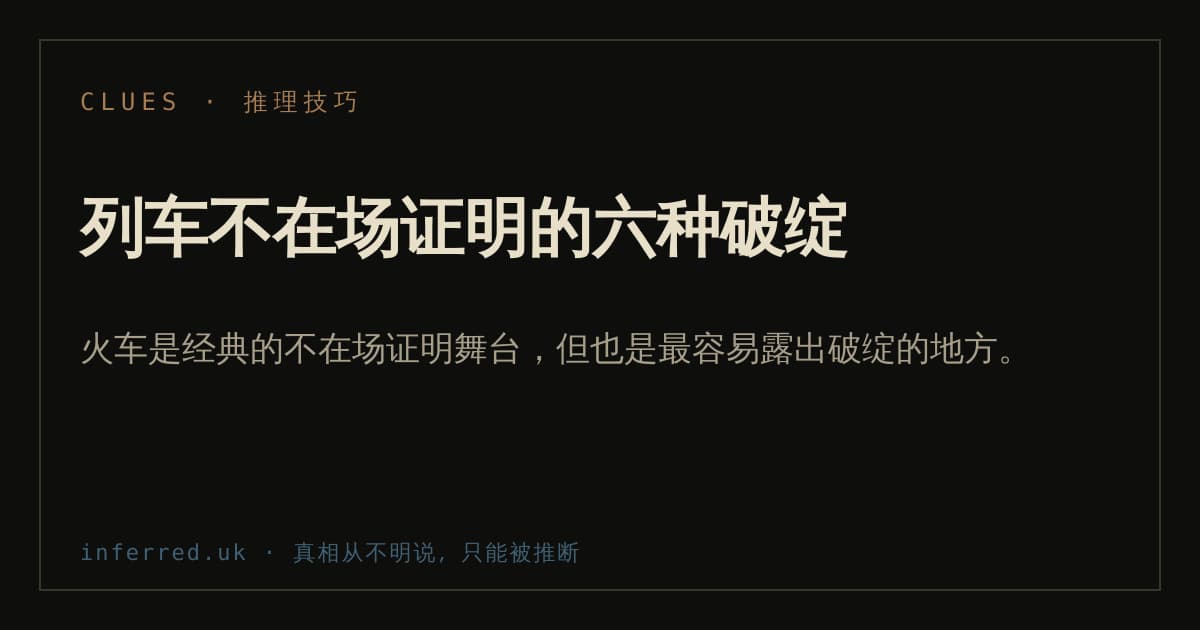 CLUES · 推理技巧
列车不在场证明的六种破绽
火车是经典的不在场证明舞台，但也是最容易露出破绽的地方。
inferred.uk · 真相从不明说, 只能被推断